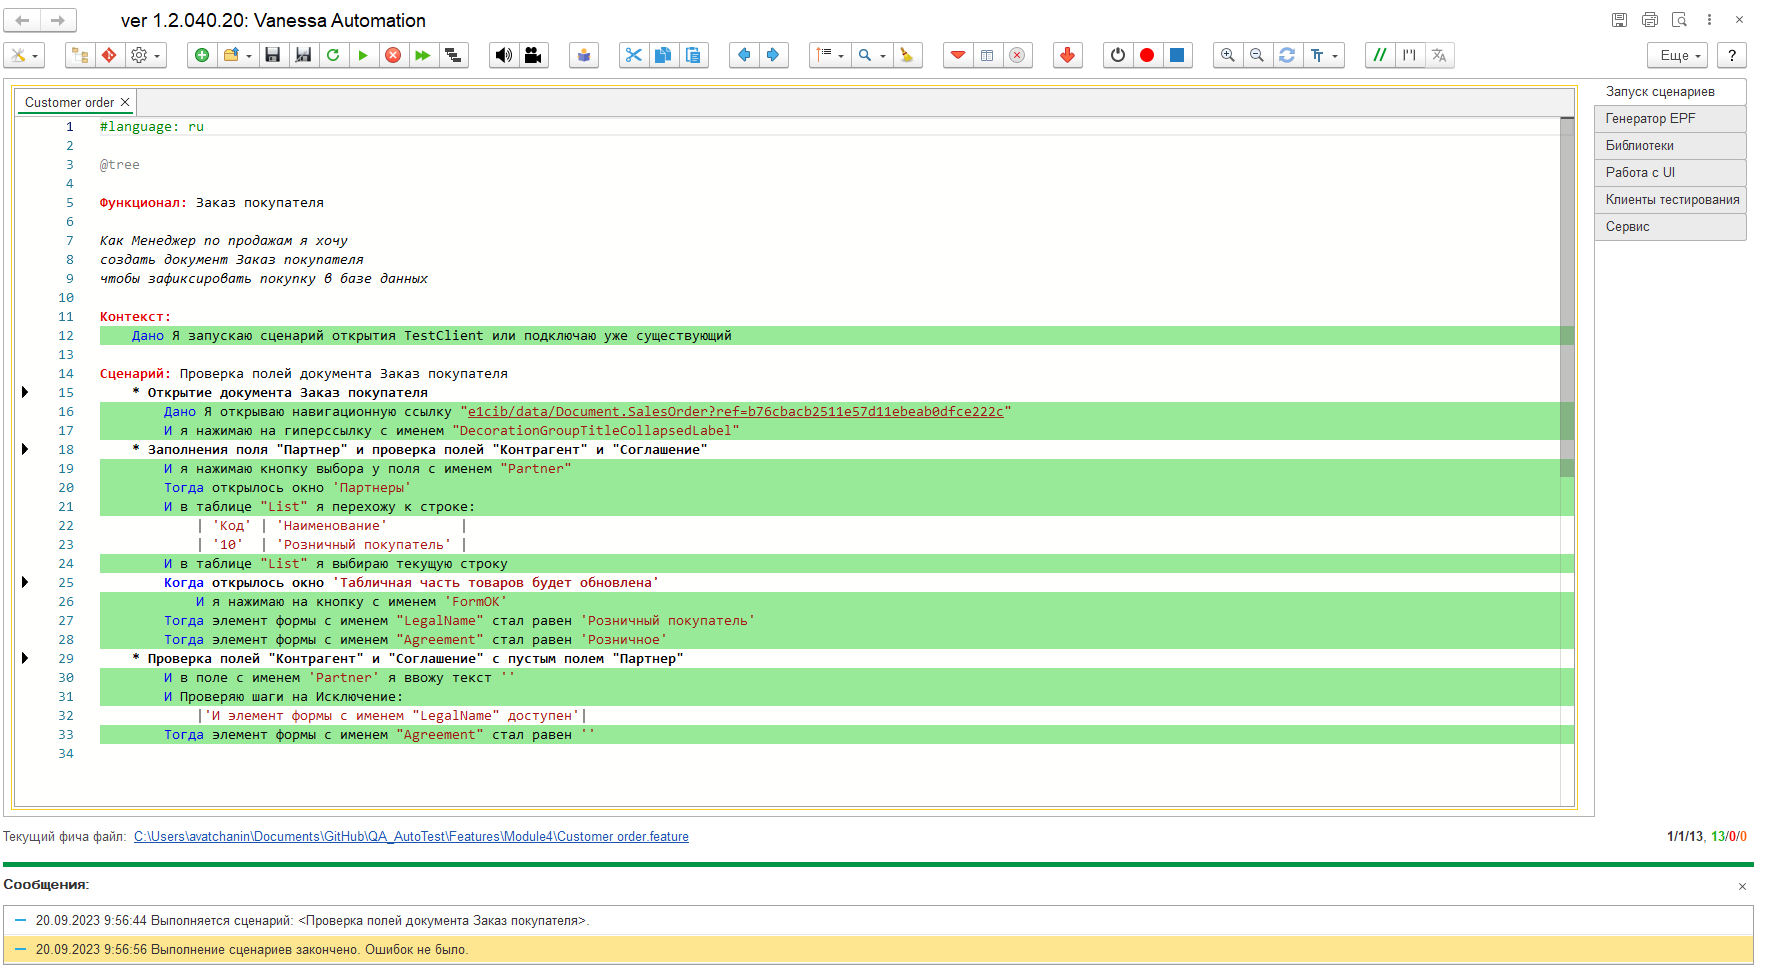 ver 1.2.040.20: Vanessa Automation
Еще
?
Customer order
Запуск сценариев
Генератор EPF
Библиотеки
Работа с UI
Клиенты тестирования
Сервис
1 #language: ru
2
3 @tree
4
5 Функционал: Заказ покупателя
6
7 Как Менеджер по продажам я хочу
8 создать документ Заказ покупателя
9 чтобы зафиксировать покупку в базе данных
10
11 Контекст:
12 Дано Я запускаю сценарий открытия TestClient или подключаю уже существующий
13
14 Сценарий: Проверка полей документа Заказ покупателя
15 * Открытие документа Заказ покупателя
16 Дано Я открываю навигационную ссылку "e1cib/data/Document.SalesOrder?ref=b76cbacb2511e57d11ebeab0dfce222c"
17 И я нажимаю на гиперссылку с именем "DecorationGroupTitleCollapsedLabel"
18 * Заполнения поля "Партнер" и проверка полей "Контрагент" и "Соглашение"
19 И я нажимаю кнопку выбора у поля с именем "Partner"
20 Тогда открылось окно 'Партнеры'
21 И в таблице "List" я перехожу к строке:
22 | 'Код' | 'Наименование' |
23 | '10' | 'Розничный покупатель' |
24 И в таблице "List" я выбираю текущую строку
25 Когда открылось окно 'Табличная часть товаров будет обновлена'
26 И я нажимаю на кнопку с именем 'FormOK'
27 Тогда элемент формы с именем "LegalName" стал равен 'Розничный покупатель'
28 Тогда элемент формы с именем "Agreement" стал равен 'Розничное'
29 * Проверка полей "Контрагент" и "Соглашение" с пустым полем "Партнер"
30 И в поле с именем 'Partner' я ввожу текст ''
31 И Проверяю шаги на Исключение:
32 |'И элемент формы с именем "LegalName" доступен'|
33 Тогда элемент формы с именем "Agreement" стал равен ''
34
Текущий фича файл: C:\Users\avatchanin\Documents\GitHub\QA_AutoTest\Features\Module4\Customer order.feature
1/1/13, 13/0/0
Сообщения:
20.09.2023 9:56:44 Выполняется сценарий: <Проверка полей документа Заказ покупателя>.
20.09.2023 9:56:56 Выполнение сценариев закончено. Ошибок не было.